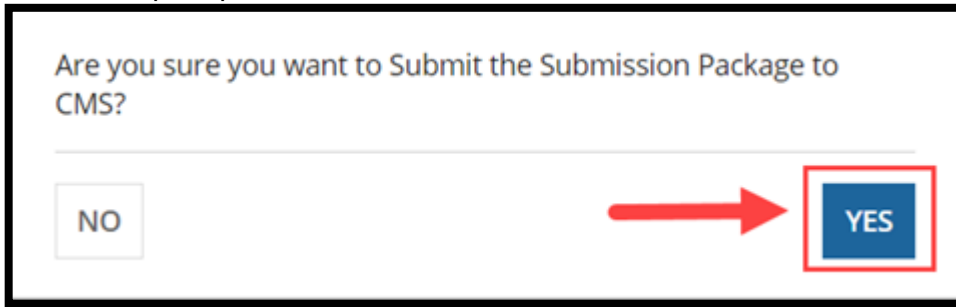 Are you sure you want to Submit the Submission Package to
CMS?
NO
YES